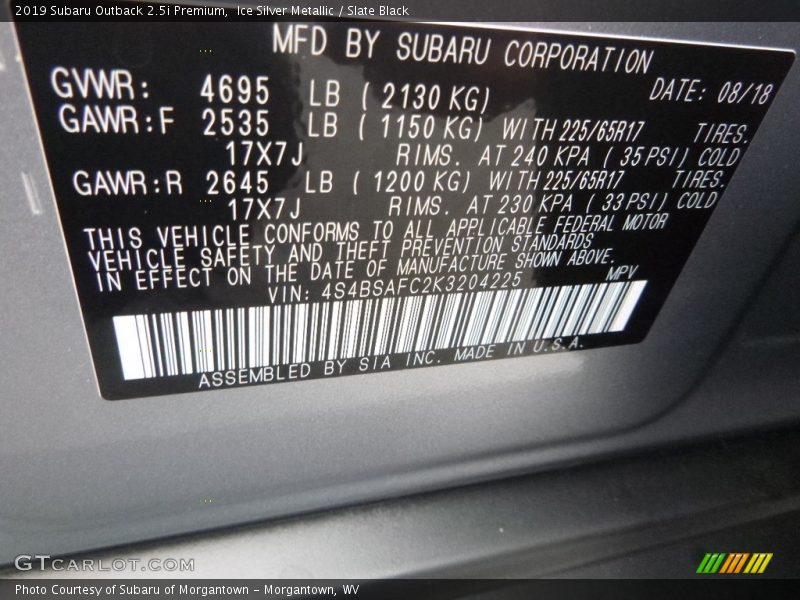 2019 Subaru Outback 2.5i Premium,  Ice Silver Metallic / Slate Black
MFD BY SUBARU CORPORATION
GVWR: 4695 LB ( 2130 KG) DATE: 08/18
GAWR:F 2535 LB ( 1150 KG) WITH 225/65R17 TIRES.
17X7J RIMS. AT 240 KPA ( 35 PSI) COLD
GAWR:R 2645 LB ( 1200 KG) WITH 225/65R17 TIRES.
17X7J RIMS. AT 230 KPA ( 33 PSI) COLD
THIS VEHICLE CONFORMS TO ALL APPLICABLE FEDERAL MOTOR
VEHICLE SAFETY AND THEFT PREVENTION STANDARDS
IN EFFECT ON THE DATE OF MANUFACTURE SHOWN ABOVE.
VIN: 4S4BSAFC2K3204225 MPV
ASSEMBLED BY SIA INC. MADE IN U.S.A.
GTCarLot.com
Photo Courtesy of Subaru of Morgantown - Morgantown, WV